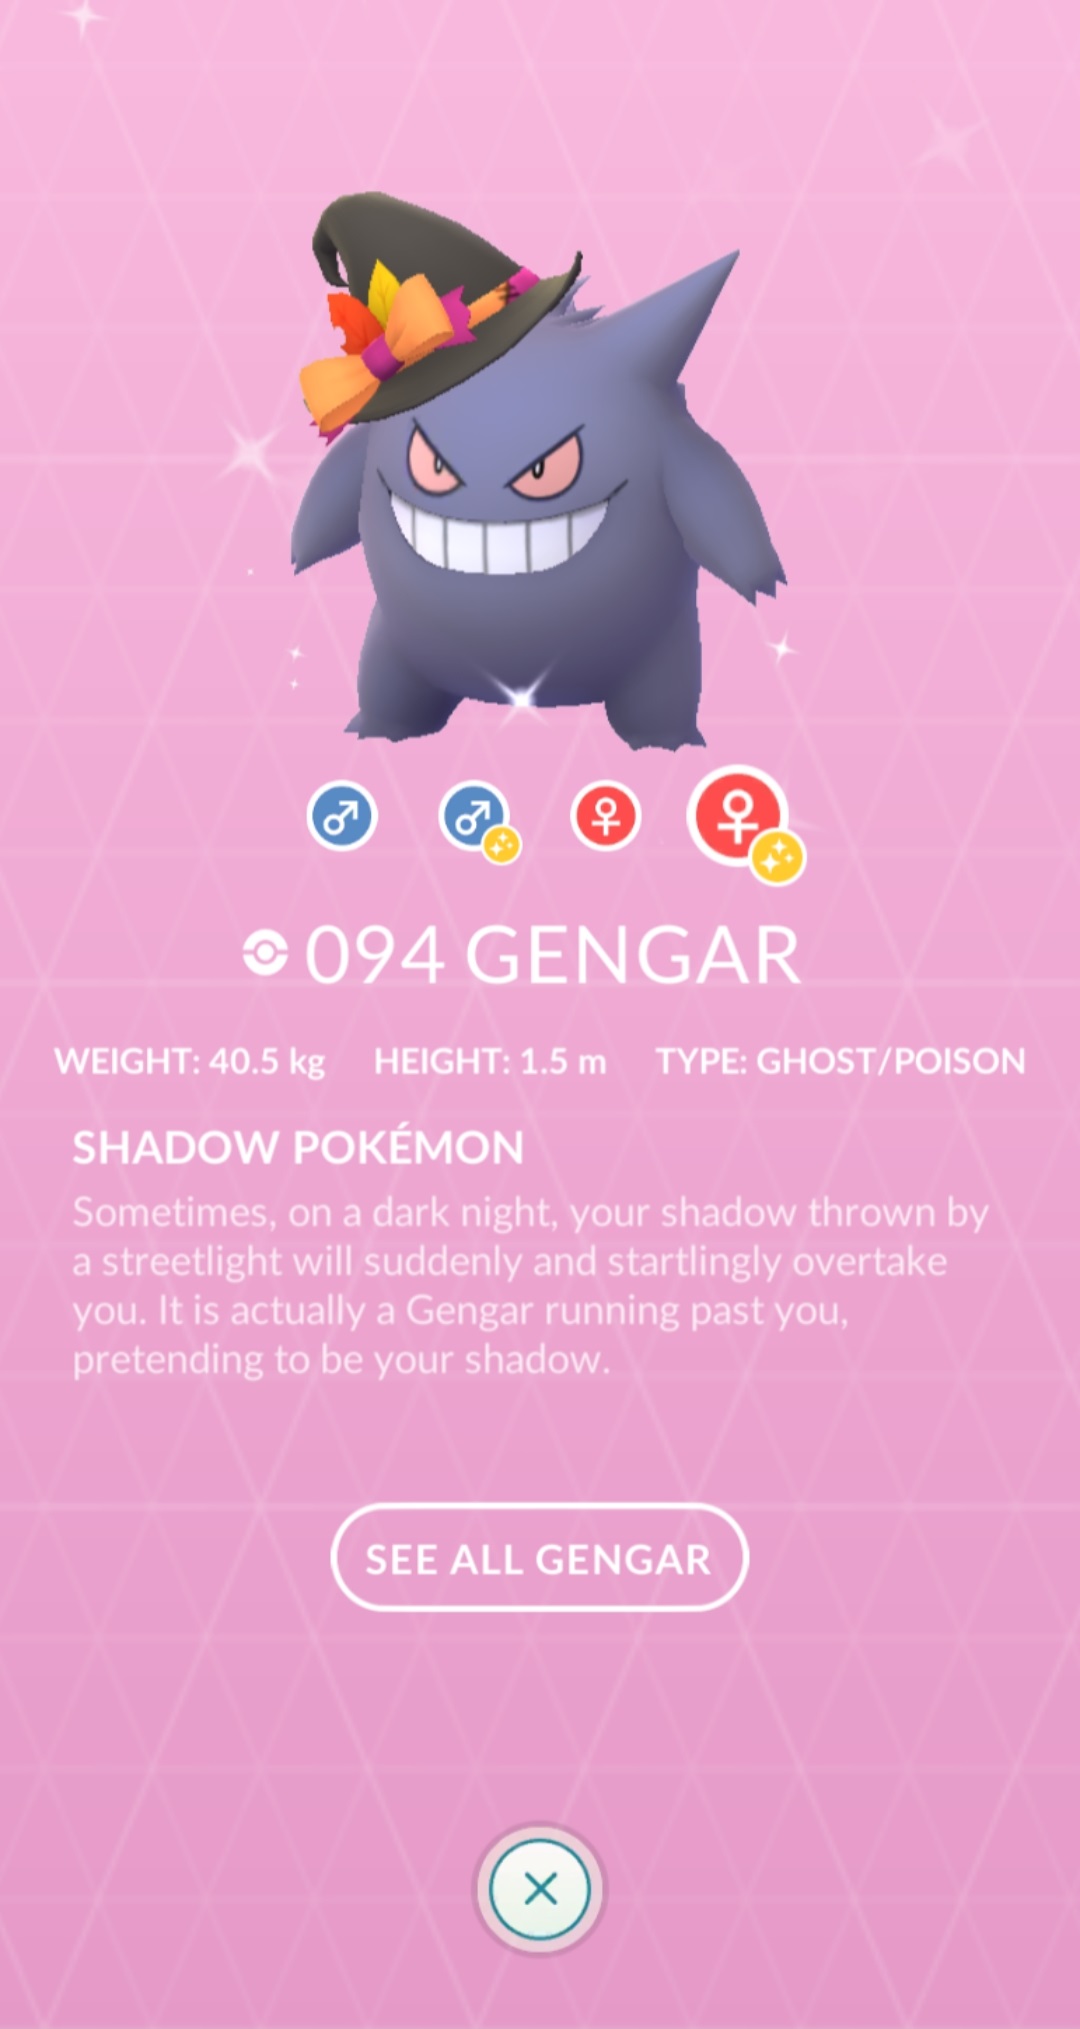 094 GENGAR
WEIGHT: 40.5 kg HEIGHT: 1.5 m TYPE: GHOST/POISON
SHADOW POKÉMON
Sometimes, on a dark night, your shadow thrown by
a streetlight will suddenly and startlingly overtake
you. It is actually a Gengar running past you,
pretending to be your shadow.
SEE ALL GENGAR